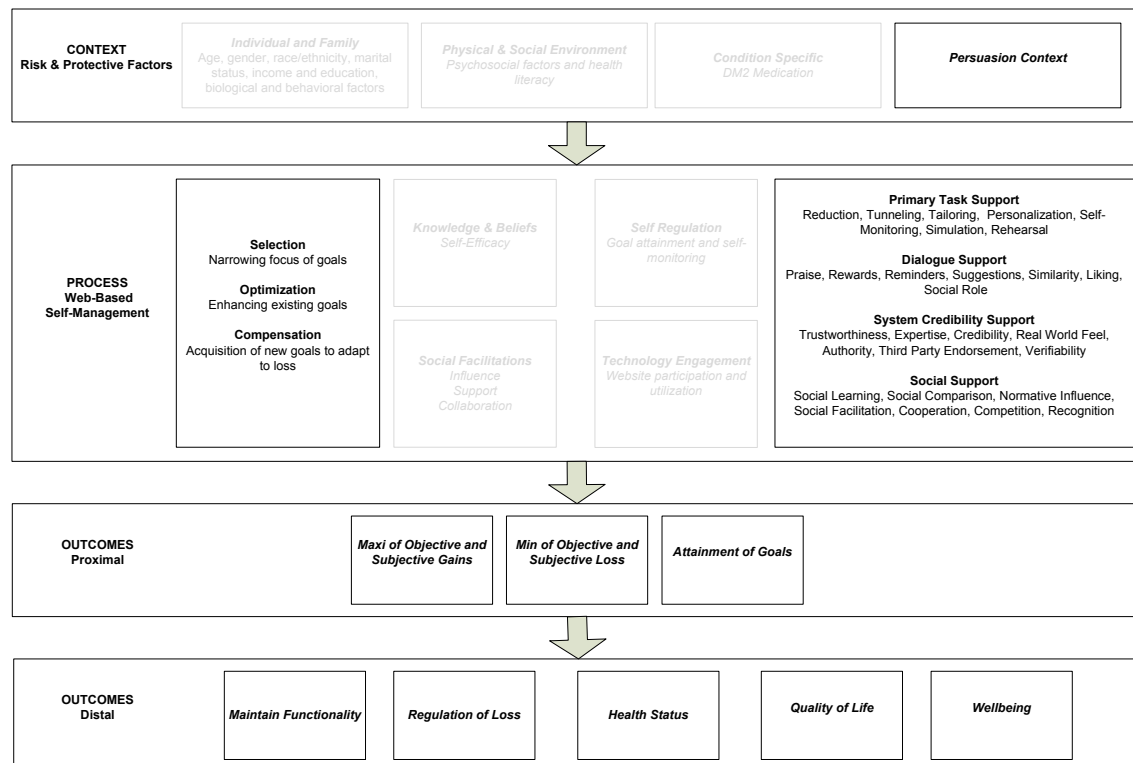 CONTEXT
Risk & Protective Factors
Individual and Family
Age, gender, race/ethnicity, marital
status, income and education,
biological and behavioral factors
Physical & Social Environment
Psychosocial factors and health
literacy
Condition Specific
DM2 Medication
Persuasion Context
PROCESS
Web-Based
Self-Management
Selection
Narrowing focus of goals
Optimization
Enhancing existing goals
Compensation
Acquisition of new goals to adapt
to loss
Knowledge & Beliefs
Self-Efficacy
Self Regulation
Goal attainment and self-
monitoring
Social Facilitations
Influence
Support
Collaboration
Technology Engagement
Website participation and
utilization
Primary Task Support
Reduction, Tunneling, Tailoring, Personalization, Self-
Monitoring, Simulation, Rehearsal
Dialogue Support
Praise, Rewards, Reminders, Suggestions, Similarity, Liking,
Social Role
System Credibility Support
Trustworthiness, Expertise, Credibility, Real World Feel,
Authority, Third Party Endorsement, Verifiability
Social Support
Social Learning, Social Comparison, Normative Influence,
Social Facilitation, Cooperation, Competition, Recognition
OUTCOMES
Proximal
Maxi of Objective and
Subjective Gains
Min of Objective and
Subjective Loss
Attainment of Goals
OUTCOMES
Distal
Maintain Functionality
Regulation of Loss
Health Status
Quality of Life
Wellbeing